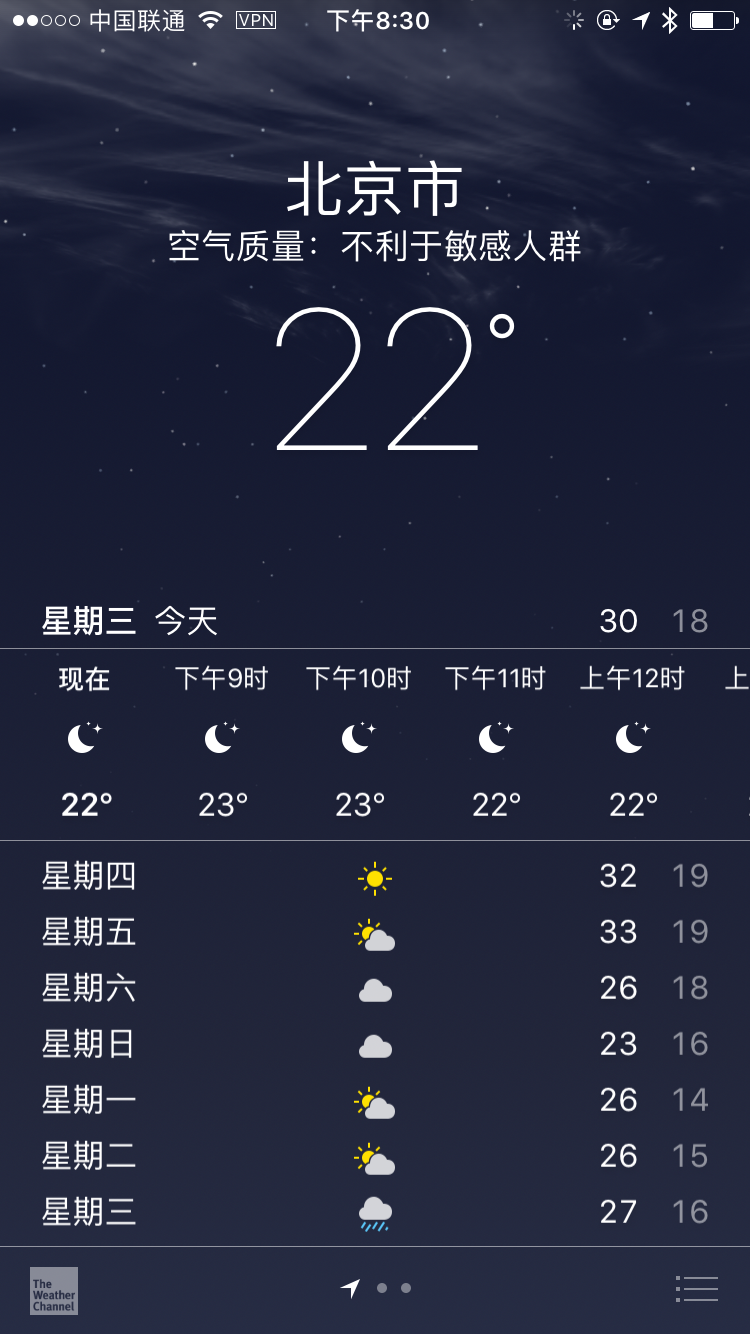 中国联通 VPN 下午8:30
北京市
空气质量：不利于敏感人群
22°
星期三 今天 30 18
现在 下午9时 下午10时 下午11时 上午12时 上
22° 23° 23° 22° 22°
星期四 32 19
星期五 33 19
星期六 26 18
星期日 23 16
星期一 26 14
星期二 26 15
星期三 27 16
The
Weather
Channel